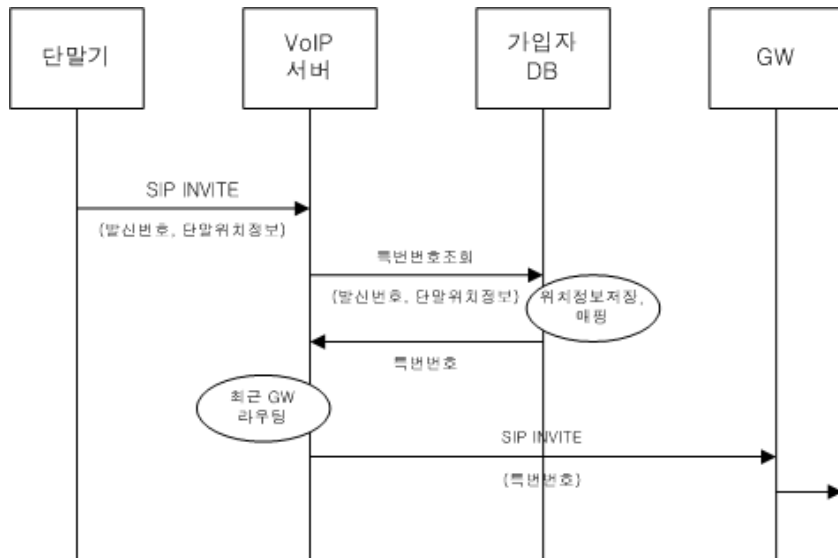 단말기
VoIP
서버
가입자
DB
GW
SIP INVITE
(발신번호, 단말위치정보)
특번번호조회
(발신번호, 단말위치정보)
위치정보저장,
매핑
특번번호
최근 GW
라우팅
SIP INVITE
(특번번호)